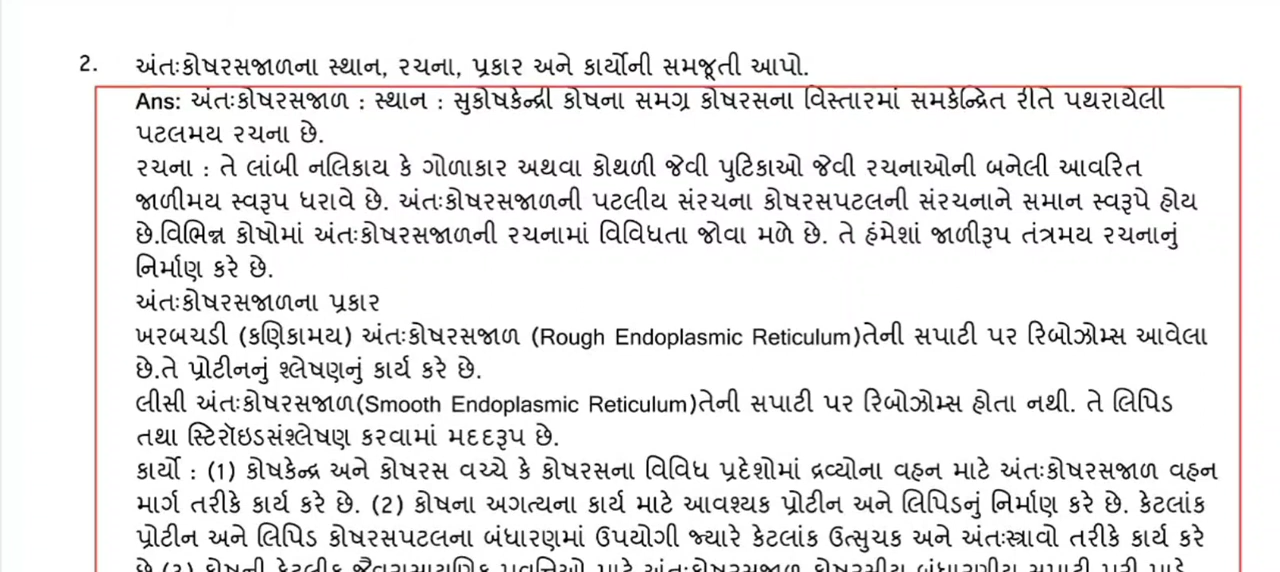 2. અંતઃકોષરસજાળના સ્થાન, રચના, પ્રકાર અને કાર્યોની સમજૂતી આપો.
Ans: અંતઃકોષરસજાળ : સ્થાન : સુકોષકેન્દ્રી કોષના સમગ્ર કોષરસના વિસ્તારમાં સમકેન્દ્રિત રીતે પથરાયેલી
પટલમય રચના છે.
રચના : તે લાંબી નલિકાય કે ગોળાકાર અથવા કોથળી જેવી પુટિકાઓ જેવી રચનાઓની બનેલી આવરિત
જાળીમય સ્વરૂપ ધરાવે છે. અંતઃકોષરસજાળની પટલીય સંરચના કોષરસપટલની સંરચનાને સમાન સ્વરૂપે હોય
છે.વિભિન્ન કોષોમાં અંતઃકોષરસજાળની રચનામાં વિવિધતા જોવા મળે છે. તે હંમેશાં જાળીરૂપ તંત્રમય રચનાનું
નિર્માણ કરે છે.
અંતઃકોષરસજાળના પ્રકાર
ખરબચડી (કણિકામય) અંતઃકોષરસજાળ (Rough Endoplasmic Reticulum)તેની સપાટી પર રિબોઝોમ્સ આવેલા
છે.તે પ્રોટીનનું શ્લેષણનું કાર્ય કરે છે.
લીસી અંતઃકોષરસજાળ(Smooth Endoplasmic Reticulum)તેની સપાટી પર રિબોઝોમ્સ હોતા નથી. તે લિપિડ
તથા સ્ટિરૉઇડસંશ્લેષણ કરવામાં મદદરૂપ છે.
કાર્યો : (1) કોષકેન્દ્ર અને કોષરસ વચ્ચે કે કોષરસના વિવિધ પ્રદેશોમાં દ્રવ્યોના વહન માટે અંતઃકોષરસજાળ વહન
માર્ગ તરીકે કાર્ય કરે છે. (2) કોષના અગત્યના કાર્ય માટે આવશ્યક પ્રોટીન અને લિપિડનું નિર્માણ કરે છે. કેટલાંક
પ્રોટીન અને લિપિડ કોષરસપટલના બંધારણમાં ઉપયોગી જ્યારે કેટલાંક ઉત્સુચક અને અંતઃસ્ત્રાવો તરીકે કાર્ય કરે